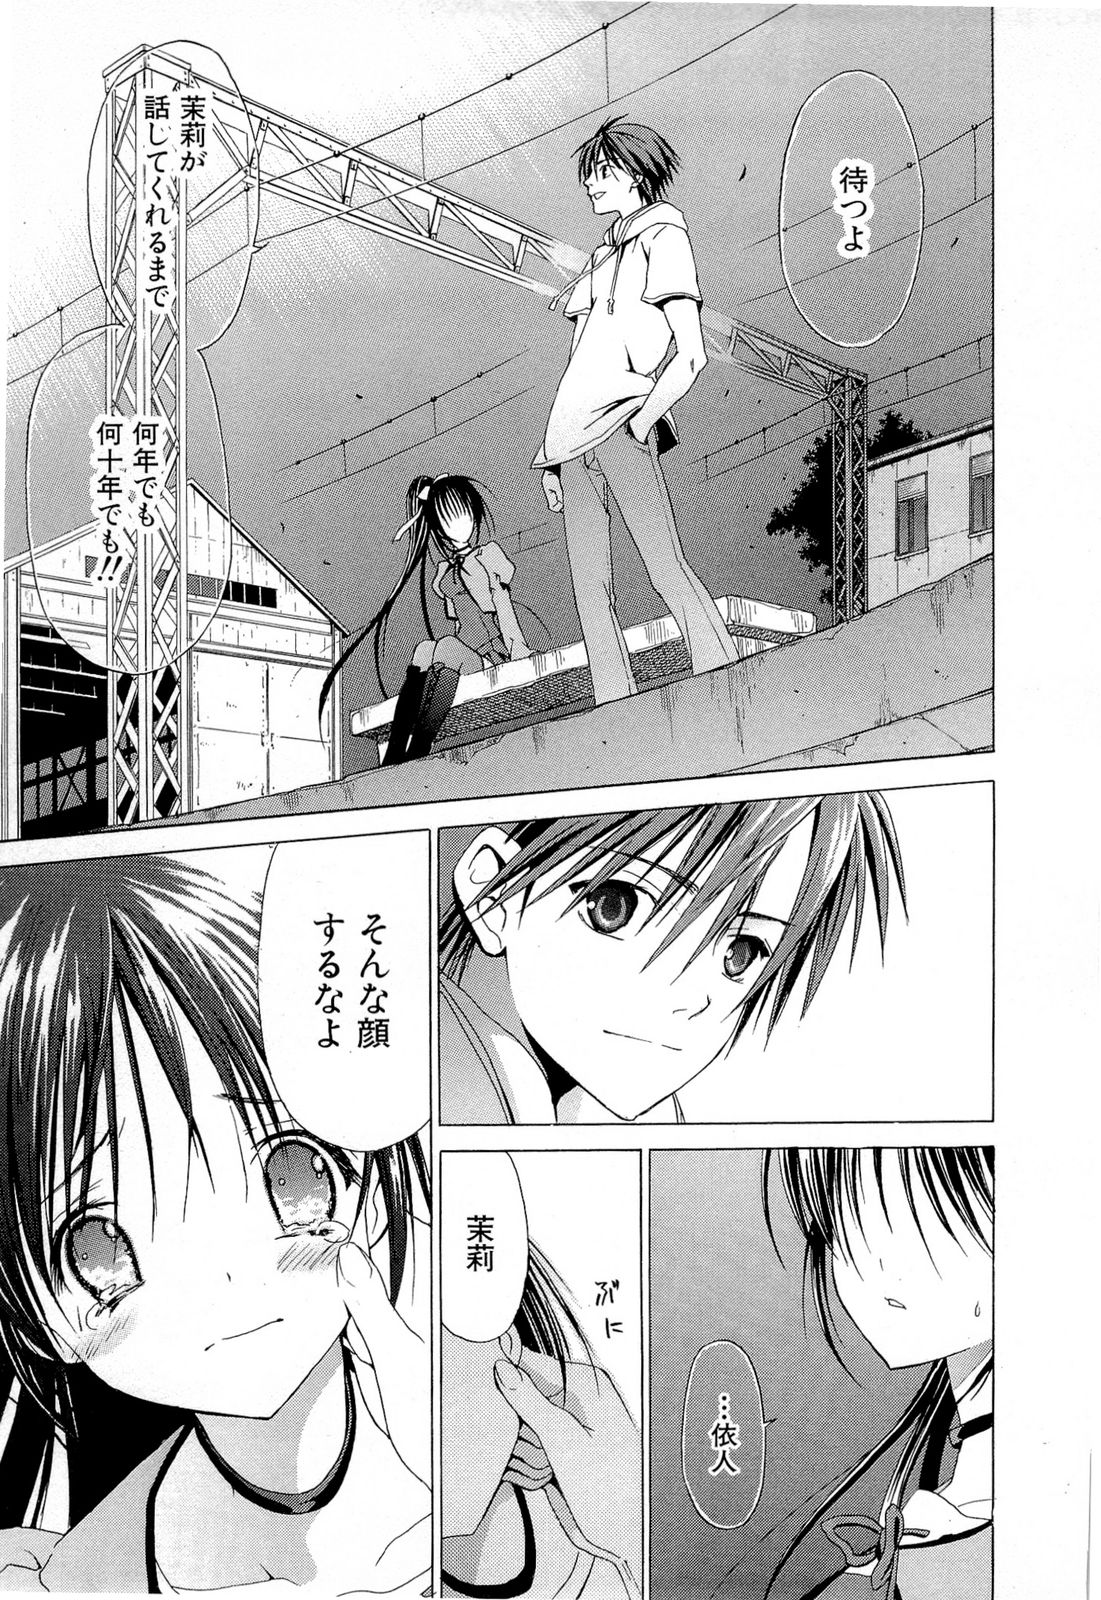 待つよ
茉莉が
話してくれるまで
何年でも
何十年でも!!
…依人
ぷに
茉莉
そんな顔
するなよ